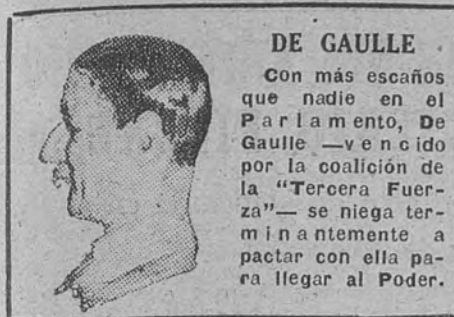 DE GAULLE
Con más escaños
que nadie en el
Parlamento, De
Gaulle —vencido
por la coalición de
la "Tercera Fuer-
za"— se niega ter-
minantemente a
pactar con ella pa-
ra llegar al Poder.